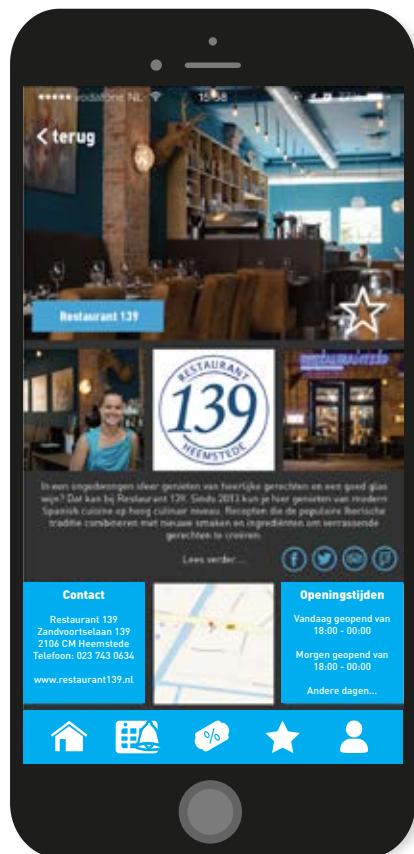 vodafone NL 15:58
terug
Restaurant 139
RESTAURANT
139
HEEMSTEDE
In een ongedwongen sfeer genieten van heerlijke gerechten en een goed glas
wijn? Dat kan bij Restaurant 139. Sinds 2013 kun je hier genieten van modern
Spanish cuisine op hoog culinair niveau. Recepten die de populaire Iberische
traditie combineren met nieuwe smaken en ingrediënten om verrassende
gerechten te creëren.
Lees verder...
Contact
Restaurant 139
Zandvoortselaan 139
2106 CM Heemstede
Telefoon: 023 743 0634
www.restaurant139.nl
Openingstijden
Vandaag geopend van
18:00 - 00:00
Morgen geopend van
18:00 - 00:00
Andere dagen...
%